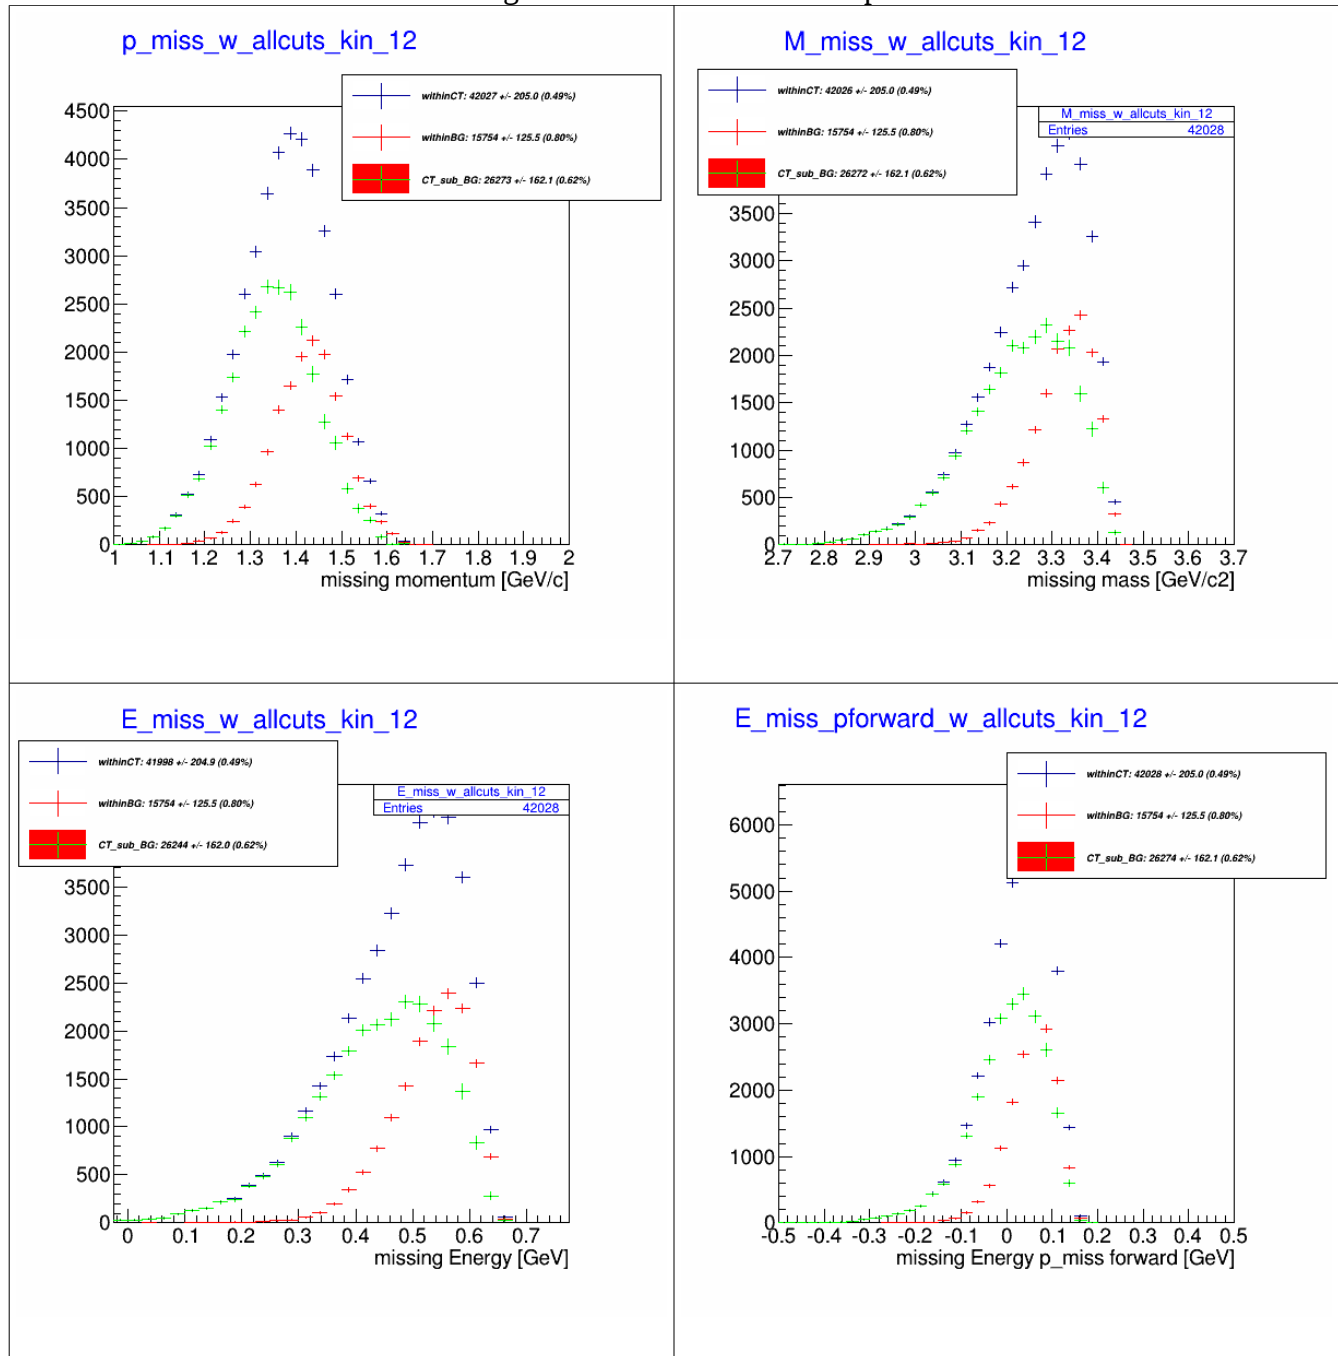 p_miss_w_allcuts_kin_12
withinCT: 42027 +/- 205.0 (0.49%)
withinBG: 15754 +/- 125.5 (0.80%)
CT_sub_BG: 26273 +/- 162.1 (0.62%)
4500
4000
3500
3000
2500
2000
1500
1000
500
0
1 1.1 1.2 1.3 1.4 1.5 1.6 1.7 1.8 1.9 2
missing momentum [GeV/c]
M_miss_w_allcuts_kin_12
withinCT: 42026 +/- 205.0 (0.49%)
withinBG: 15754 +/- 125.5 (0.80%)
CT_sub_BG: 26272 +/- 162.1 (0.62%)
M_miss_w_allcuts_kin_12
Entries 42028
3500
3000
2500
2000
1500
1000
500
0
2.7 2.8 2.9 3 3.1 3.2 3.3 3.4 3.5 3.6 3.7
missing mass [GeV/c2]
E_miss_w_allcuts_kin_12
withinCT: 41998 +/- 204.9 (0.49%)
withinBG: 15754 +/- 125.5 (0.80%)
CT_sub_BG: 26244 +/- 162.0 (0.62%)
E_miss_w_allcuts_kin_12
Entries 42028
3500
3000
2500
2000
1500
1000
500
0
0 0.1 0.2 0.3 0.4 0.5 0.6 0.7
missing Energy [GeV]
E_miss_pforward_w_allcuts_kin_12
withinCT: 42028 +/- 205.0 (0.49%)
withinBG: 15754 +/- 125.5 (0.80%)
CT_sub_BG: 26274 +/- 162.1 (0.62%)
6000
5000
4000
3000
2000
1000
0
-0.5 -0.4 -0.3 -0.2 -0.1 0 0.1 0.2 0.3 0.4 0.5
missing Energy p_miss forward [GeV]